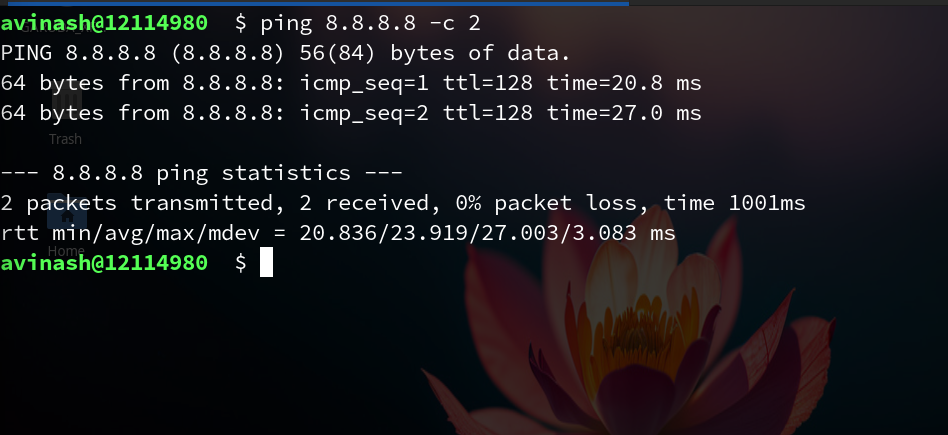 avinash@12114980  $ ping 8.8.8.8 -c 2
PING 8.8.8.8 (8.8.8.8) 56(84) bytes of data.
64 bytes from 8.8.8.8: icmp_seq=1 ttl=128 time=20.8 ms
64 bytes from 8.8.8.8: icmp_seq=2 ttl=128 time=27.0 ms
Trash
--- 8.8.8.8 ping statistics ---
2 packets transmitted, 2 received, 0% packet loss, time 1001ms
rtt min/avg/max/mdev = 20.836/23.919/27.003/3.083 ms
Home
avinash@12114980  $